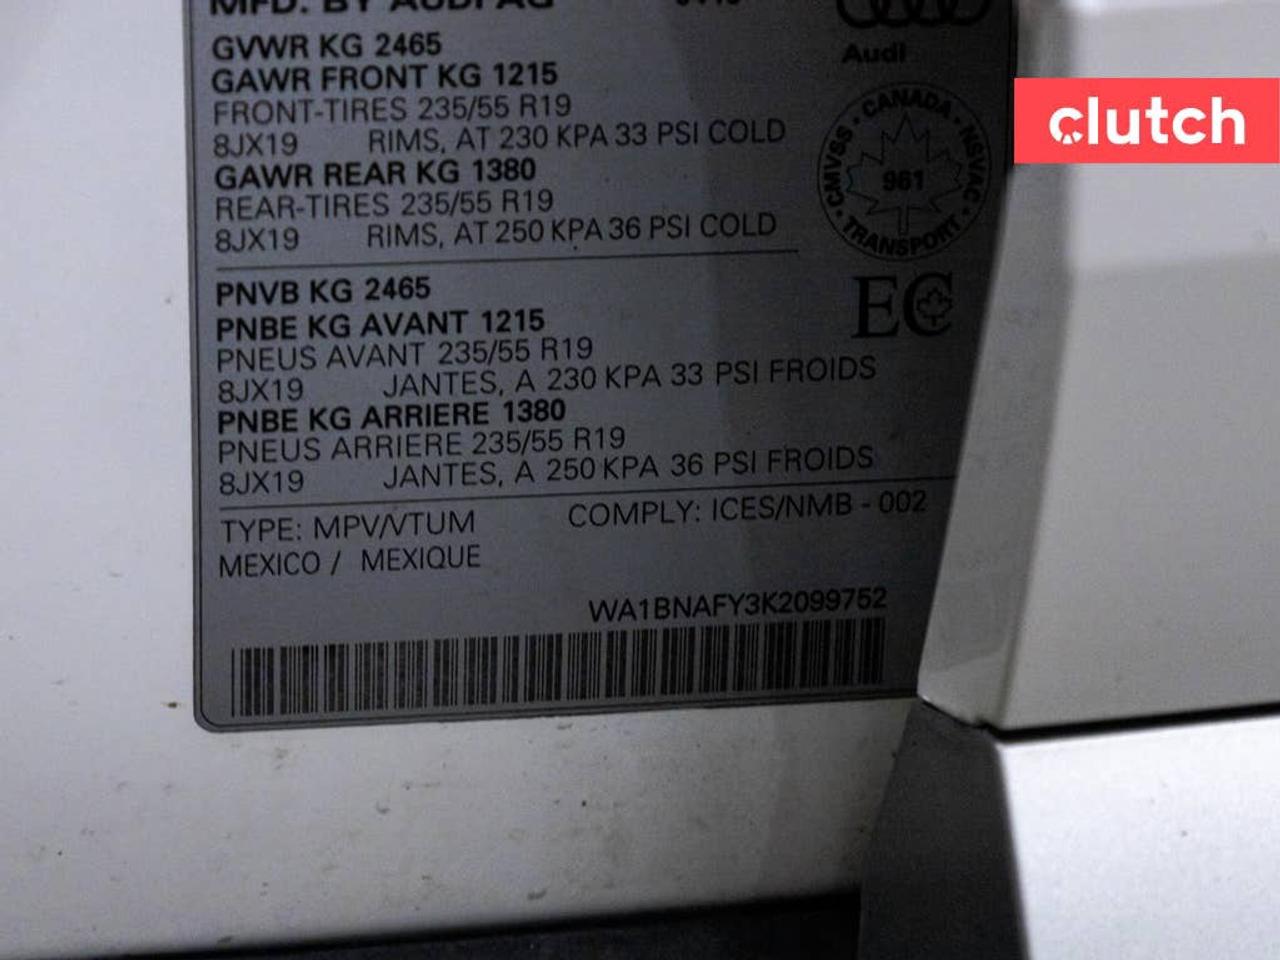 MFD. BY AUDI AG
Audi
GVWR KG 2465
GAWR FRONT KG 1215
FRONT-TIRES 235/55 R19
8JX19 RIMS, AT 230 KPA 33 PSI COLD
GAWR REAR KG 1380
REAR-TIRES 235/55 R19
8JX19 RIMS, AT 250 KPA 36 PSI COLD
CANADA · NSVAC · TRANSPORT · CMVSS ·
961
EC
PNVB KG 2465
PNBE KG AVANT 1215
PNEUS AVANT 235/55 R19
8JX19 JANTES, A 230 KPA 33 PSI FROIDS
PNBE KG ARRIERE 1380
PNEUS ARRIERE 235/55 R19
8JX19 JANTES, A 250 KPA 36 PSI FROIDS
TYPE: MPV/VTUM COMPLY: ICES/NMB - 002
MEXICO / MEXIQUE
WA1BNAFY3K2099752
clutch